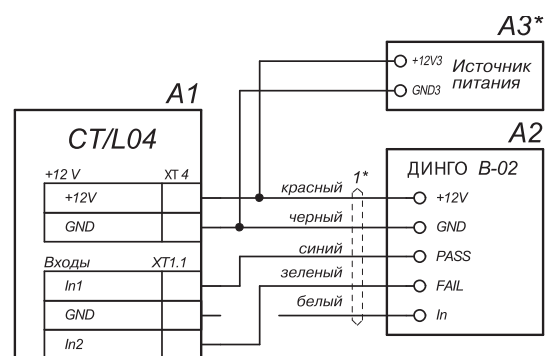 A3*
+12V3
Источник
питания
GND3
A1
CT/L04
A2
ДИНГО B-02
+12 V XT 4
+12V
GND
красный
1*
+12V
черный
GND
Входы XT1.1
синий
PASS
In1
зеленый
FAIL
GND
белый
In
In2